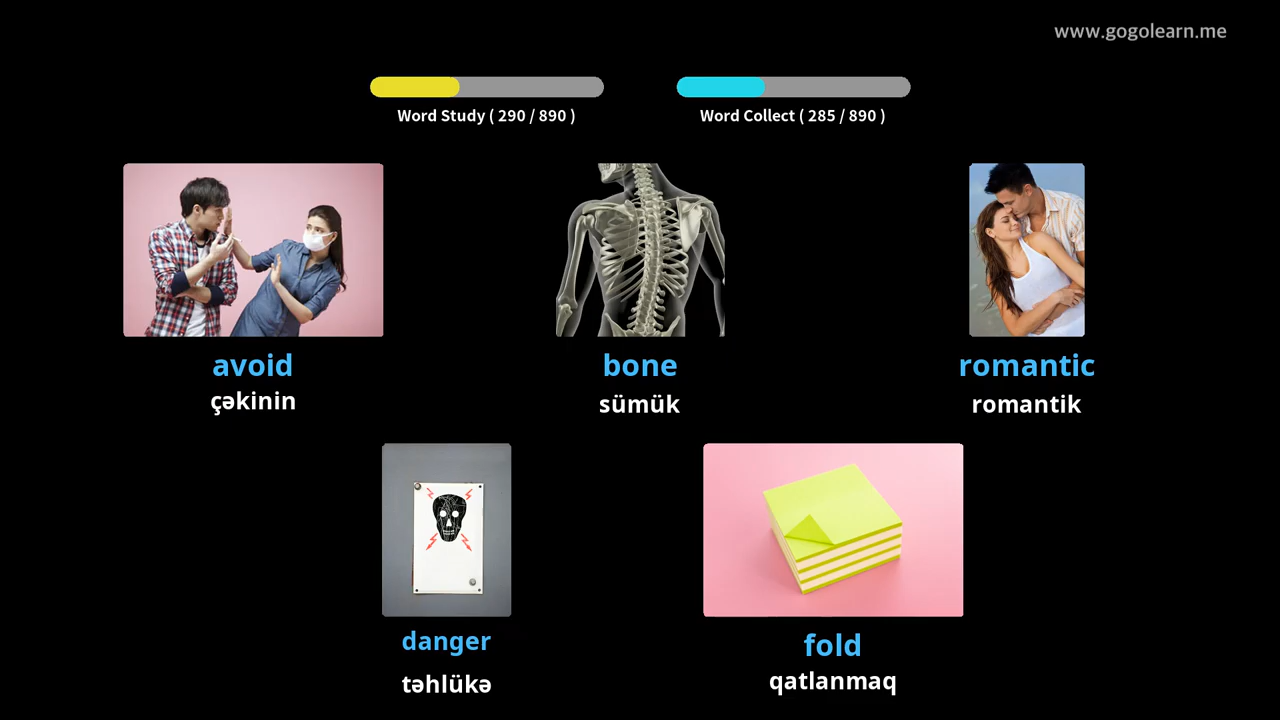 www.gogolearn.me
Word Study ( 290 / 890 )
Word Collect ( 285 / 890 )
avoid
çəkinin
bone
sümük
romantic
romantik
danger
təhlükə
fold
qatlanmaq